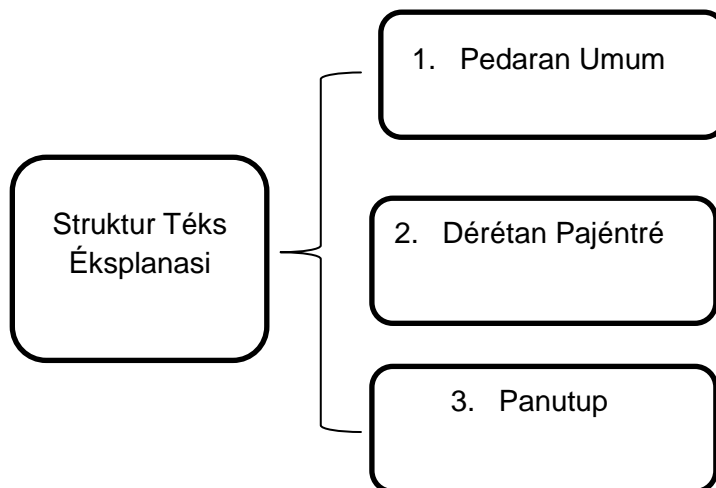 Struktur Téks
Éksplanasi
1. Pedaran Umum
2. Dérétan Pajéntré
3. Panutup